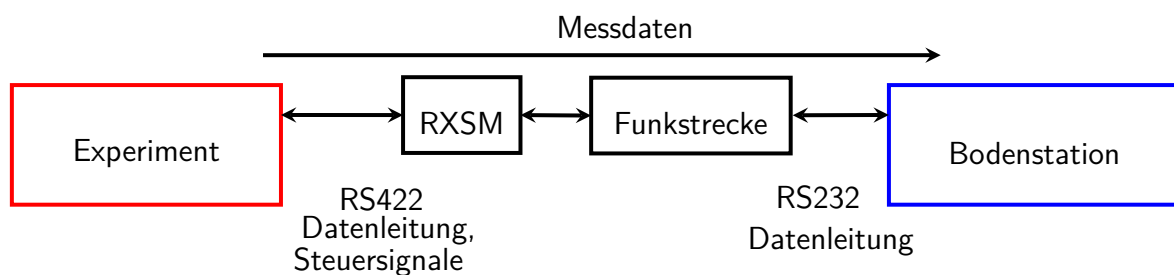 Messdaten
Experiment
RXSM
Funkstrecke
Bodenstation
RS422
Datenleitung,
Steuersignale
RS232
Datenleitung